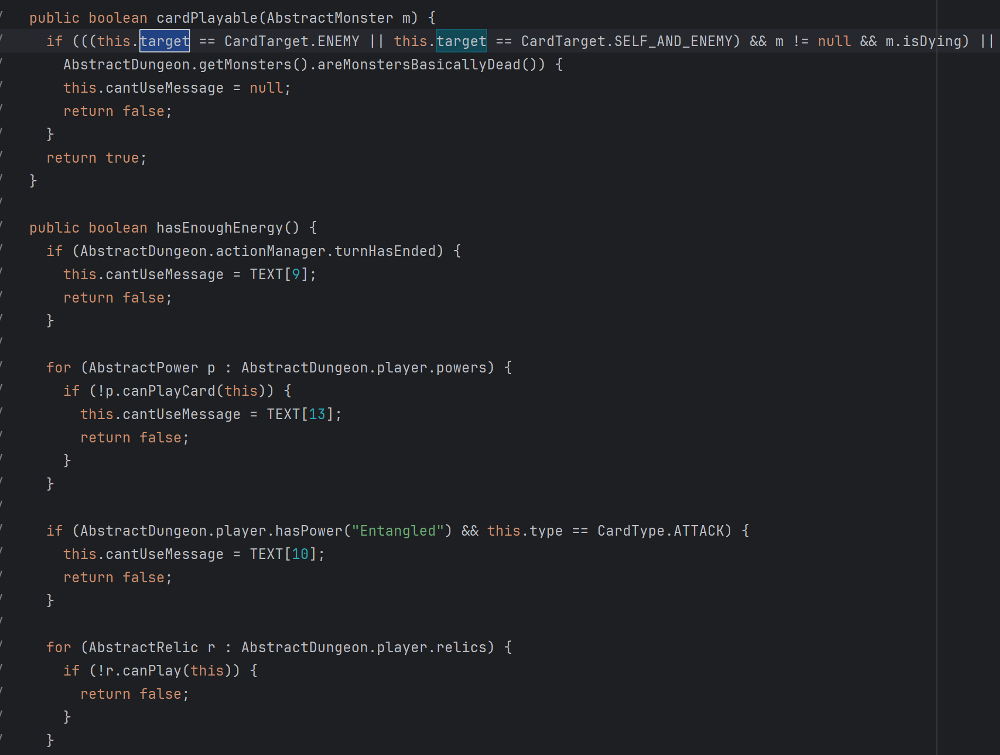 public boolean cardPlayable(AbstractMonster m) {
if (((this.target == CardTarget.ENEMY || this.target == CardTarget.SELF_AND_ENEMY) && m != null && m.isDying) ||
AbstractDungeon.getMonsters().areMonstersBasicallyDead()) {
this.cantUseMessage = null;
return false;
}
return true;
}
public boolean hasEnoughEnergy() {
if (AbstractDungeon.actionManager.turnHasEnded) {
this.cantUseMessage = TEXT[9];
return false;
}
for (AbstractPower p : AbstractDungeon.player.powers) {
if (!p.canPlayCard(this)) {
this.cantUseMessage = TEXT[13];
return false;
}
}
if (AbstractDungeon.player.hasPower("Entangled") && this.type == CardType.ATTACK) {
this.cantUseMessage = TEXT[10];
return false;
}
for (AbstractRelic r : AbstractDungeon.player.relics) {
if (!r.canPlay(this)) {
return false;
}
}